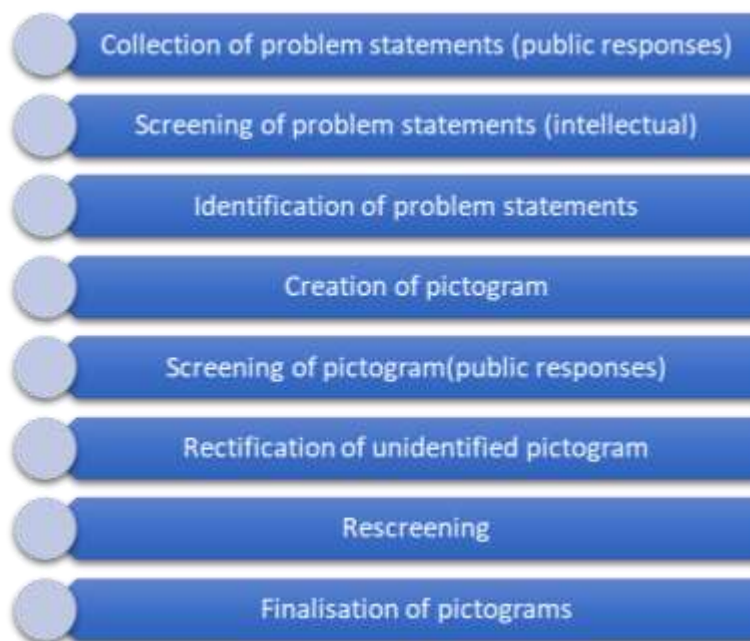 Collection of problem statements (public responses)
Screening of problem statements (intellectual)
Identification of problem statements
Creation of pictogram
Screening of pictogram(public responses)
Rectification of unidentified pictogram
Rescreening
Finalisation of pictograms